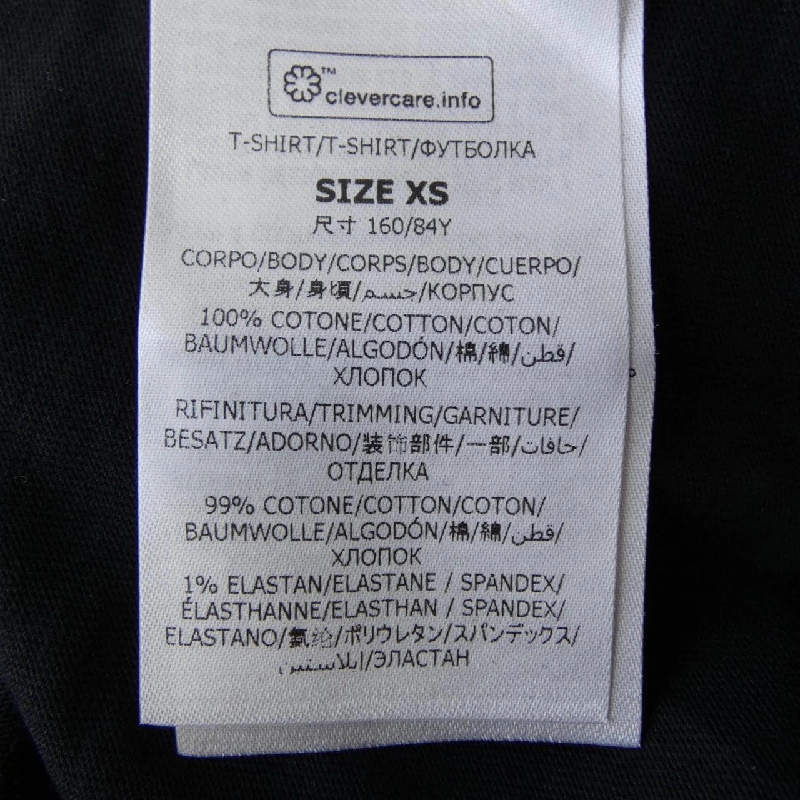 ™
clevercare.info
T-SHIRT/T-SHIRT/ФУТБОЛКА
SIZE XS
尺寸 160/84Y
CORPO/BODY/CORPS/BODY/CUERPO/
大身/身頃/جسم/КОРПУС
100% COTONE/COTTON/COTON/
BAUMWOLLE/ALGODÓN/棉/綿/قطن/
ХЛОПОК
RIFINITURA/TRIMMING/GARNITURE/
BESATZ/ADORNO/装饰部件/一部/حافات/
ОТДЕЛКА
99% COTONE/COTTON/COTON/
BAUMWOLLE/ALGODÓN/棉/綿/قطن/
ХЛОПОК
1% ELASTAN/ELASTANE / SPANDEX/
ÉLASTHANNE/ELASTHAN / SPANDEX/
ELASTANO/氨纶/ポリウレタン/スパンデックス/
إيلاستين/ЭЛАСТАН